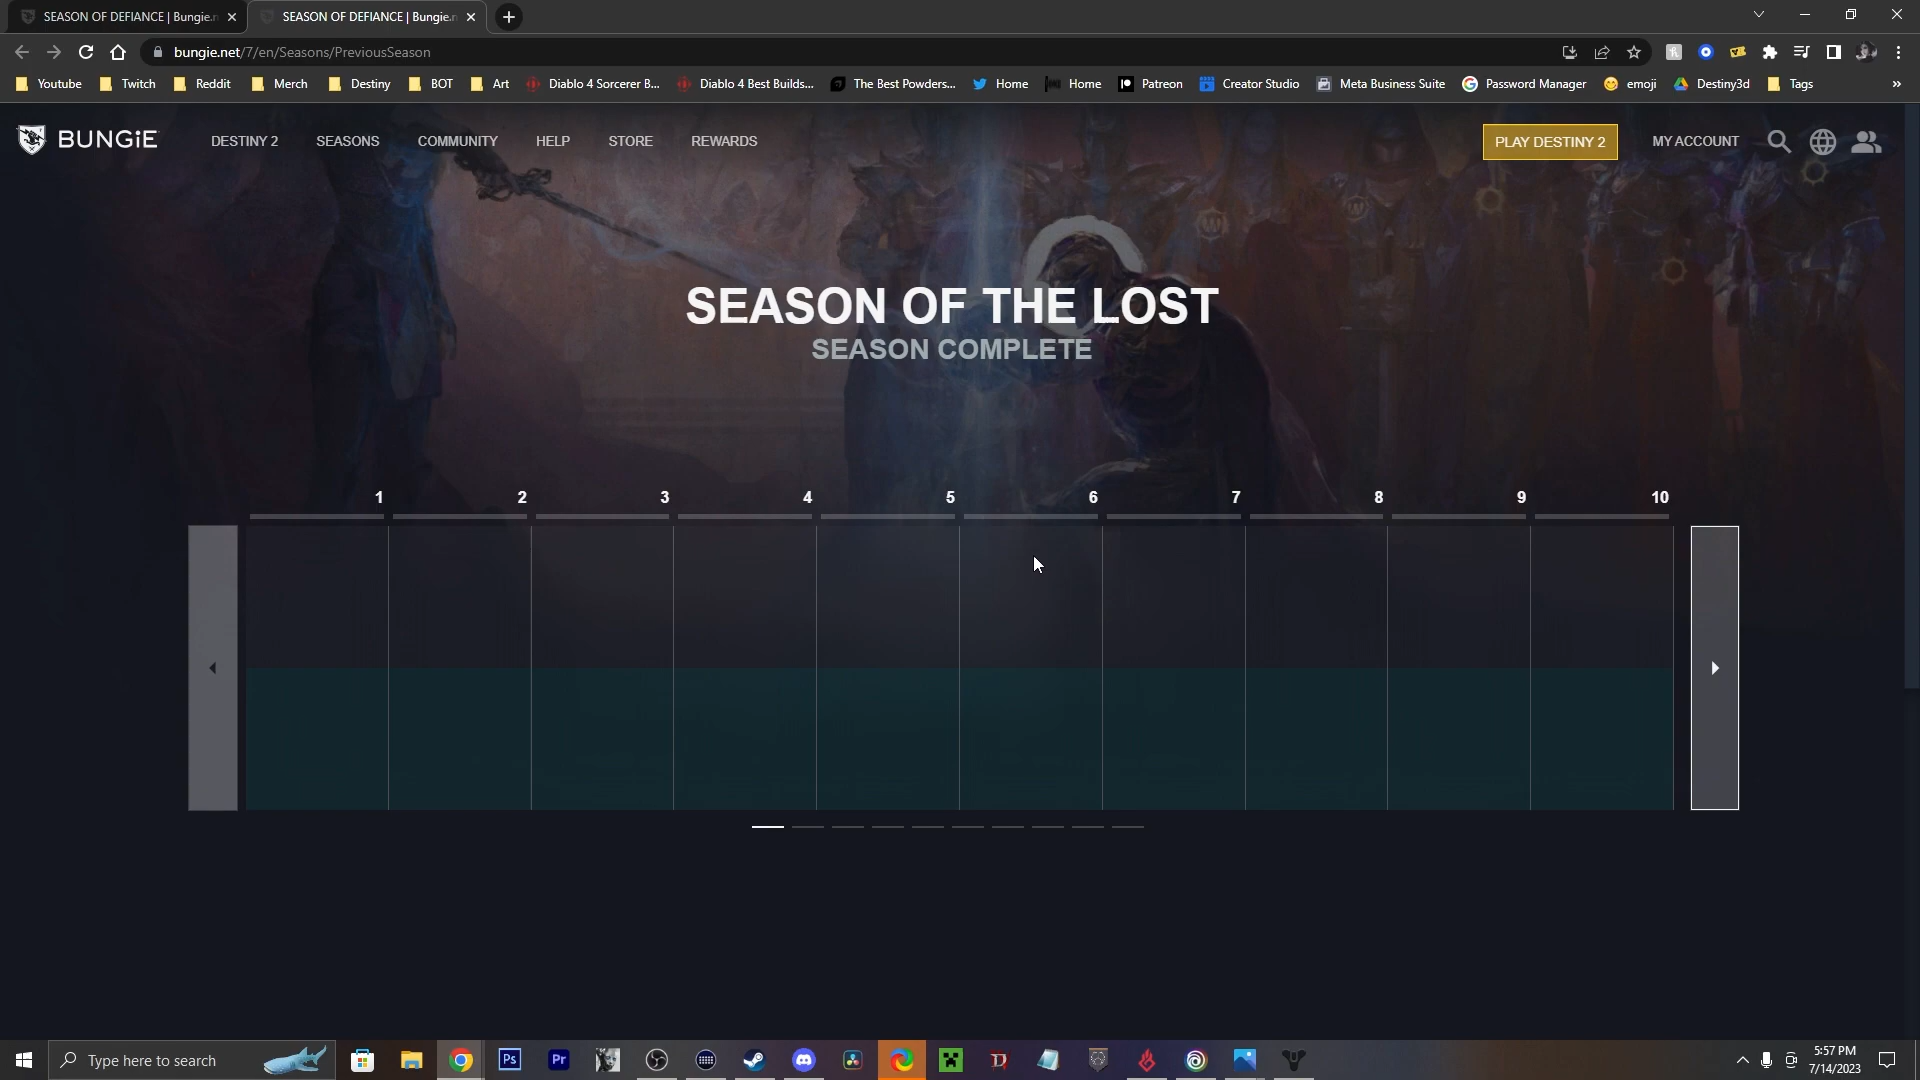 SEASON OF DEFIANCE | Bungie.n
SEASON OF DEFIANCE | Bungie.n
bungie.net/7/en/Seasons/PreviousSeason
Youtube Twitch Reddit Merch Destiny BOT Art Diablo 4 Sorcerer B... Diablo 4 Best Builds... The Best Powders... Home Home Patreon Creator Studio Meta Business Suite Password Manager emoji Destiny3d Tags »
BUNGiE DESTINY 2 SEASONS COMMUNITY HELP STORE REWARDS PLAY DESTINY 2 MY ACCOUNT
SEASON OF THE LOST
SEASON COMPLETE
1 2 3 4 5 6 7 8 9 10
Type here to search
Ps Pr
5:57 PM
7/14/2023